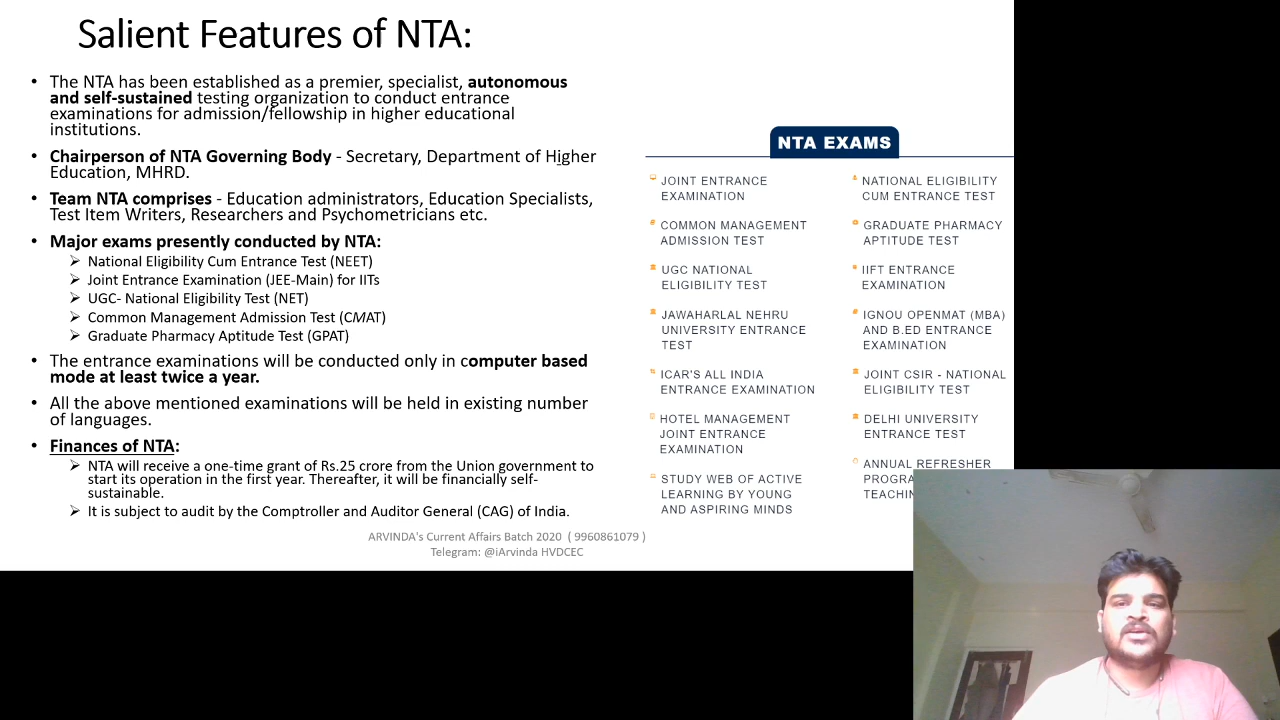 Salient Features of NTA:
• The NTA has been established as a premier, specialist, autonomous
and self-sustained testing organization to conduct entrance
examinations for admission/fellowship in higher educational
institutions.
• Chairperson of NTA Governing Body - Secretary, Department of Higher
Education, MHRD.
• Team NTA comprises - Education administrators, Education Specialists,
Test Item Writers, Researchers and Psychometricians etc.
• Major exams presently conducted by NTA:
➢ National Eligibility Cum Entrance Test (NEET)
➢ Joint Entrance Examination (JEE-Main) for IITs
➢ UGC- National Eligibility Test (NET)
➢ Common Management Admission Test (CMAT)
➢ Graduate Pharmacy Aptitude Test (GPAT)
• The entrance examinations will be conducted only in computer based
mode at least twice a year.
• All the above mentioned examinations will be held in existing number
of languages.
• Finances of NTA:
➢ NTA will receive a one-time grant of Rs.25 crore from the Union government to
start its operation in the first year. Thereafter, it will be financially self-
sustainable.
➢ It is subject to audit by the Comptroller and Auditor General (CAG) of India.
NTA EXAMS
JOINT ENTRANCE
EXAMINATION
COMMON MANAGEMENT
ADMISSION TEST
UGC NATIONAL
ELIGIBILITY TEST
JAWAHARLAL NEHRU
UNIVERSITY ENTRANCE
TEST
ICAR'S ALL INDIA
ENTRANCE EXAMINATION
HOTEL MANAGEMENT
JOINT ENTRANCE
EXAMINATION
STUDY WEB OF ACTIVE
LEARNING BY YOUNG
AND ASPIRING MINDS
NATIONAL ELIGIBILITY
CUM ENTRANCE TEST
GRADUATE PHARMACY
APTITUDE TEST
IIFT ENTRANCE
EXAMINATION
IGNOU OPENMAT (MBA)
AND B.ED ENTRANCE
EXAMINATION
JOINT CSIR - NATIONAL
ELIGIBILITY TEST
DELHI UNIVERSITY
ENTRANCE TEST
ANNUAL REFRESHER
ARVINDA's Current Affairs Batch 2020 ( 9960861079 )
Telegram: @iArvinda HVDCEC